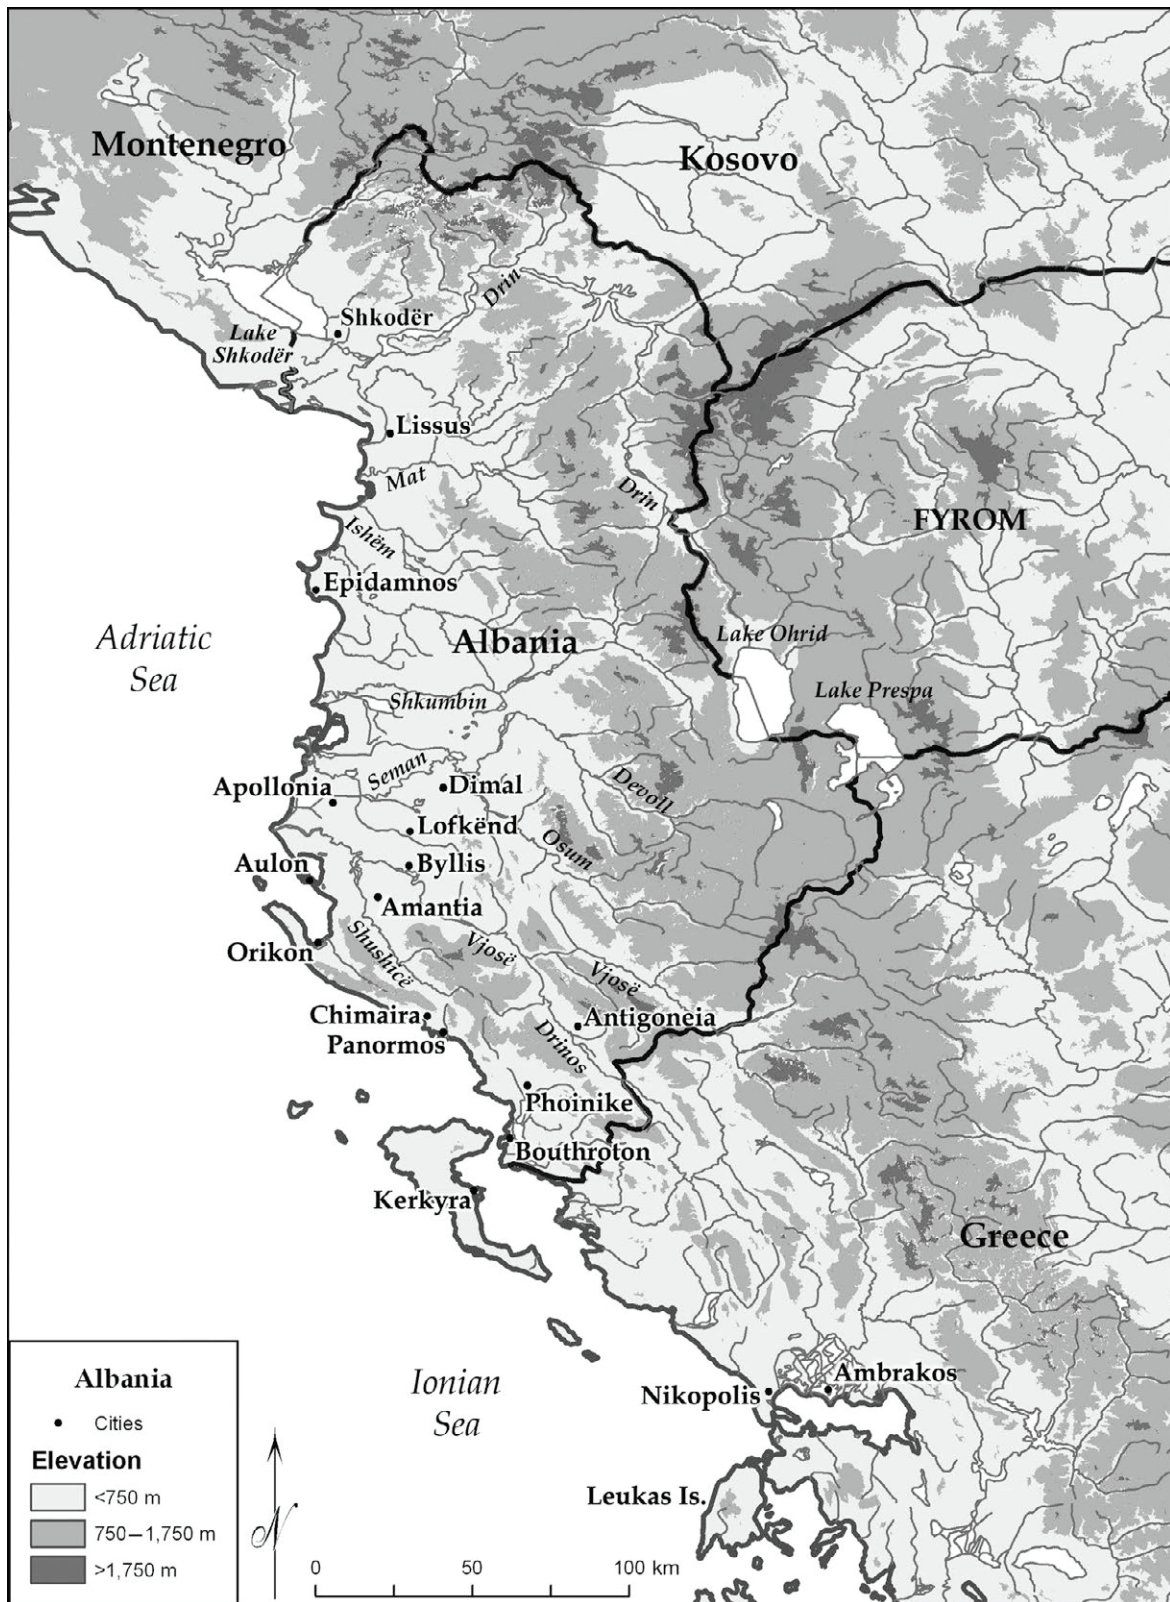 Montenegro
Kosovo
Drin
Shkodër
Lake
Shkodër
Lissus
Mat
Drin
FYROM
Ishëm
Epidamnos
Adriatic
Sea
Albania
Lake Ohrid
Lake Prespa
Shkumbin
Seman
Apollonia
Dimal
Devoll
Lofkënd
Osum
Aulon
Byllis
Amantia
Orikon
Shushicë
Vjosë
Vjosë
Chimaira
Antigoneia
Panormos
Drinos
Phoinike
Bouthroton
Kerkyra
Greece
Ionian
Sea
Nikopolis
Ambrakos
Leukas Is.
Albania
Cities
Elevation
<750 m
750–1,750 m
>1,750 m
N
0 50 100 km